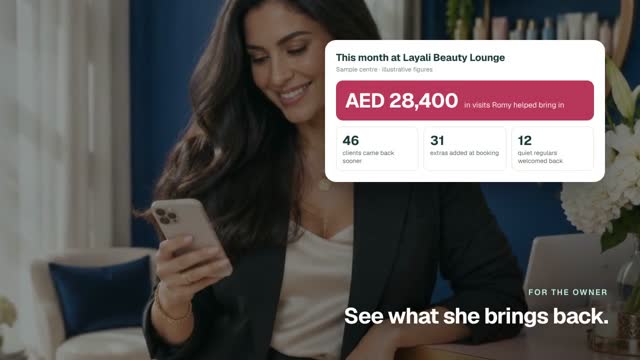 This month at Layali Beauty Lounge
Sample centre · illustrative figures
AED 28,400 in visits Romy helped bring in
46
clients came back
sooner
31
extras added at booking
12
quiet regulars
welcomed back
FOR THE OWNER
See what she brings back.